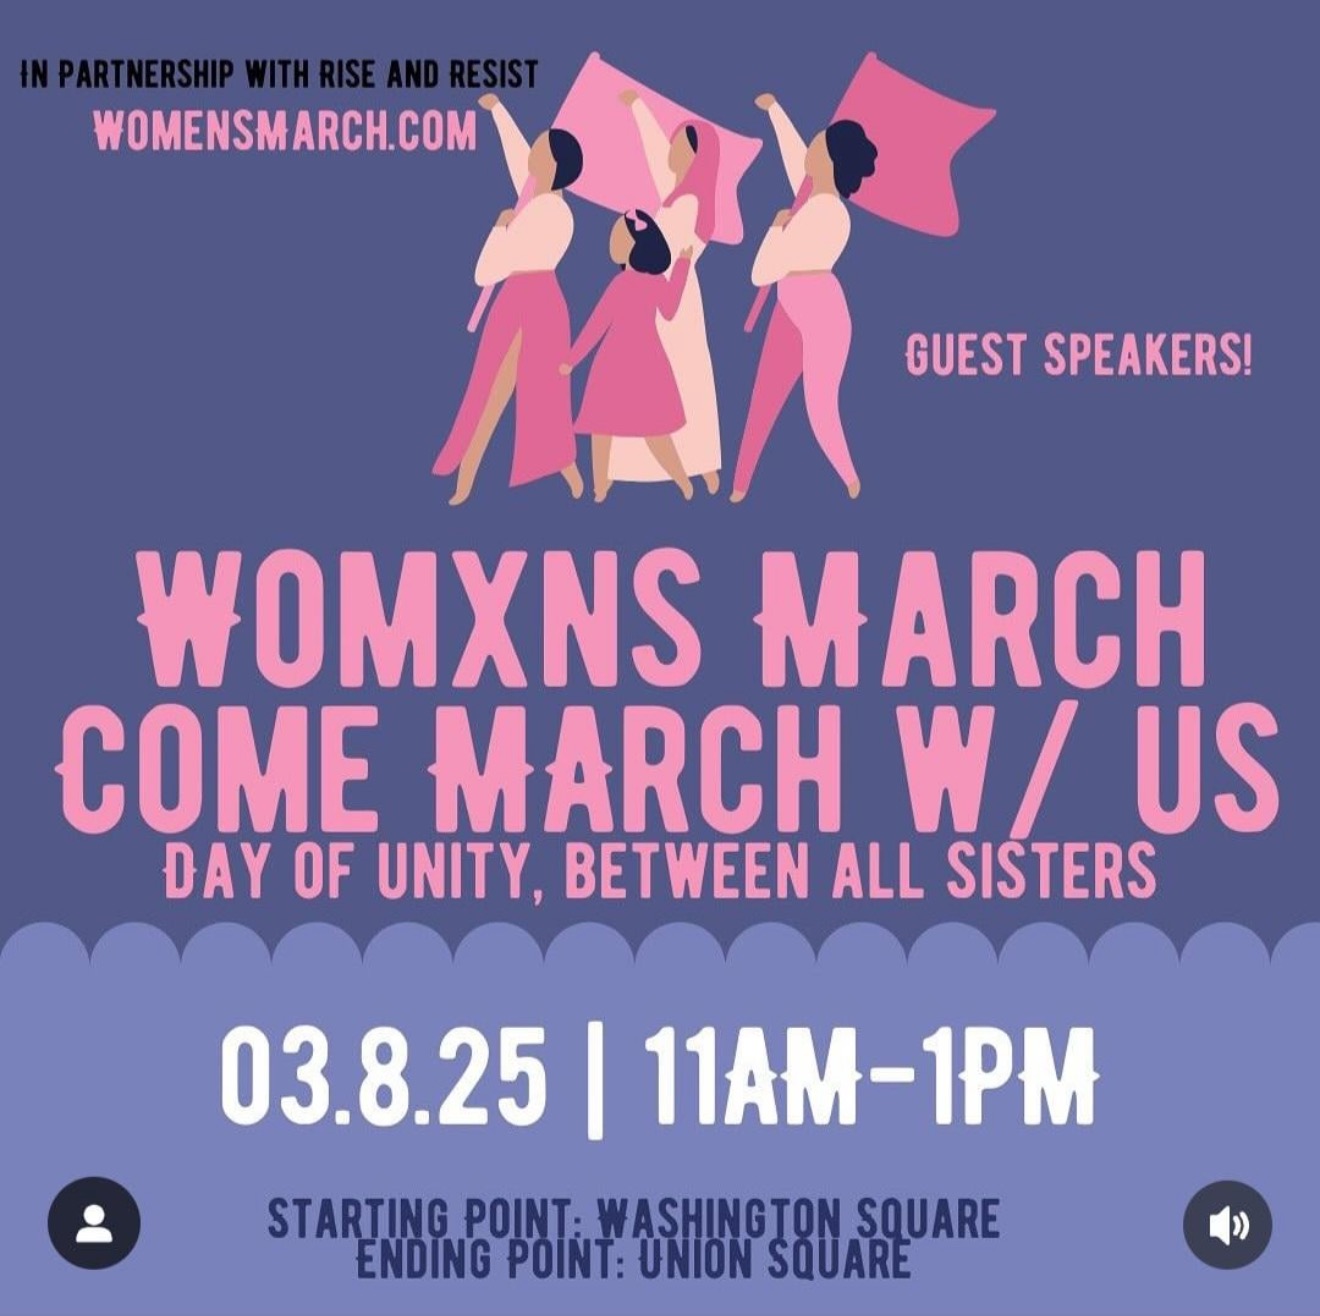 IN PARTNERSHIP WITH RISE AND RESIST
WOMENSMARCH.COM
GUEST SPEAKERS!
WOMXNS MARCH
COME MARCH W/ US
DAY OF UNITY, BETWEEN ALL SISTERS
03.8.25 | 11AM-1PM
STARTING POINT: WASHINGTON SQUARE
ENDING POINT: UNION SQUARE